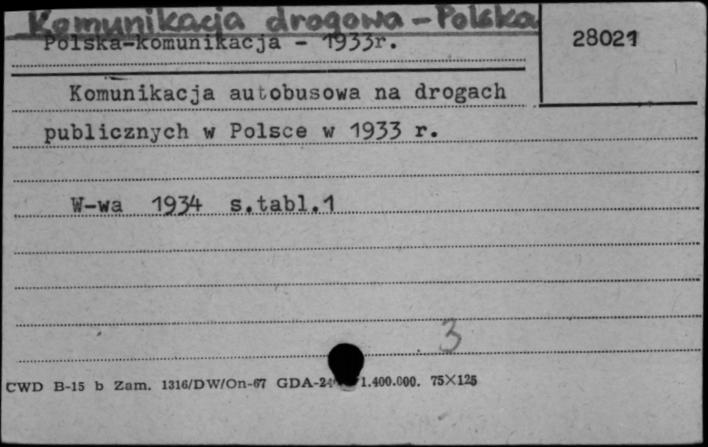 Komunikacja drogowa - Polska
Polska-komunikacja - 1933r.
28021
Komunikacja autobusowa na drogach
publicznych w Polsce w 1933 r.
W-wa 1934 s.tabl.1
3
CWD B-15 b Zam. 1316/DW/On-67 GDA-24 1.400.000. 75X125